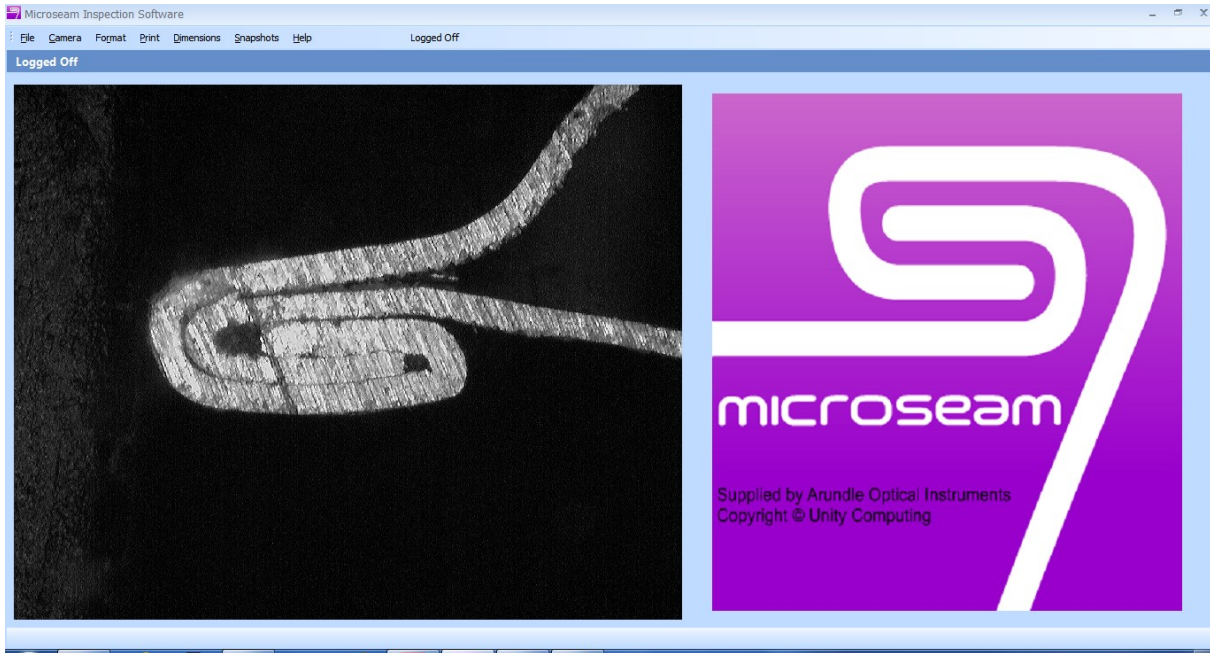 Microseam Inspection Software
File Camera Format Print Dimensions Snapshots Help Logged Off
Logged Off
microseam
Supplied by Arundle Optical Instruments
Copyright © Unity Computing